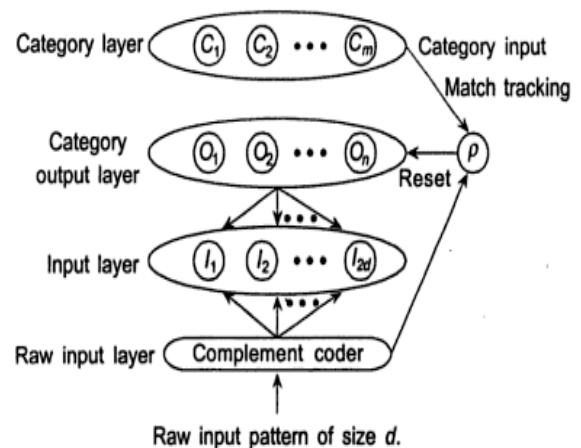 Category layer C1 C2 ••• Cm Category input
Match tracking
Category
output layer O1 O2 ••• On ρ
Reset
•••
Input layer I1 I2 ••• I2d
•••
Raw input layer Complement coder
Raw input pattern of size d.